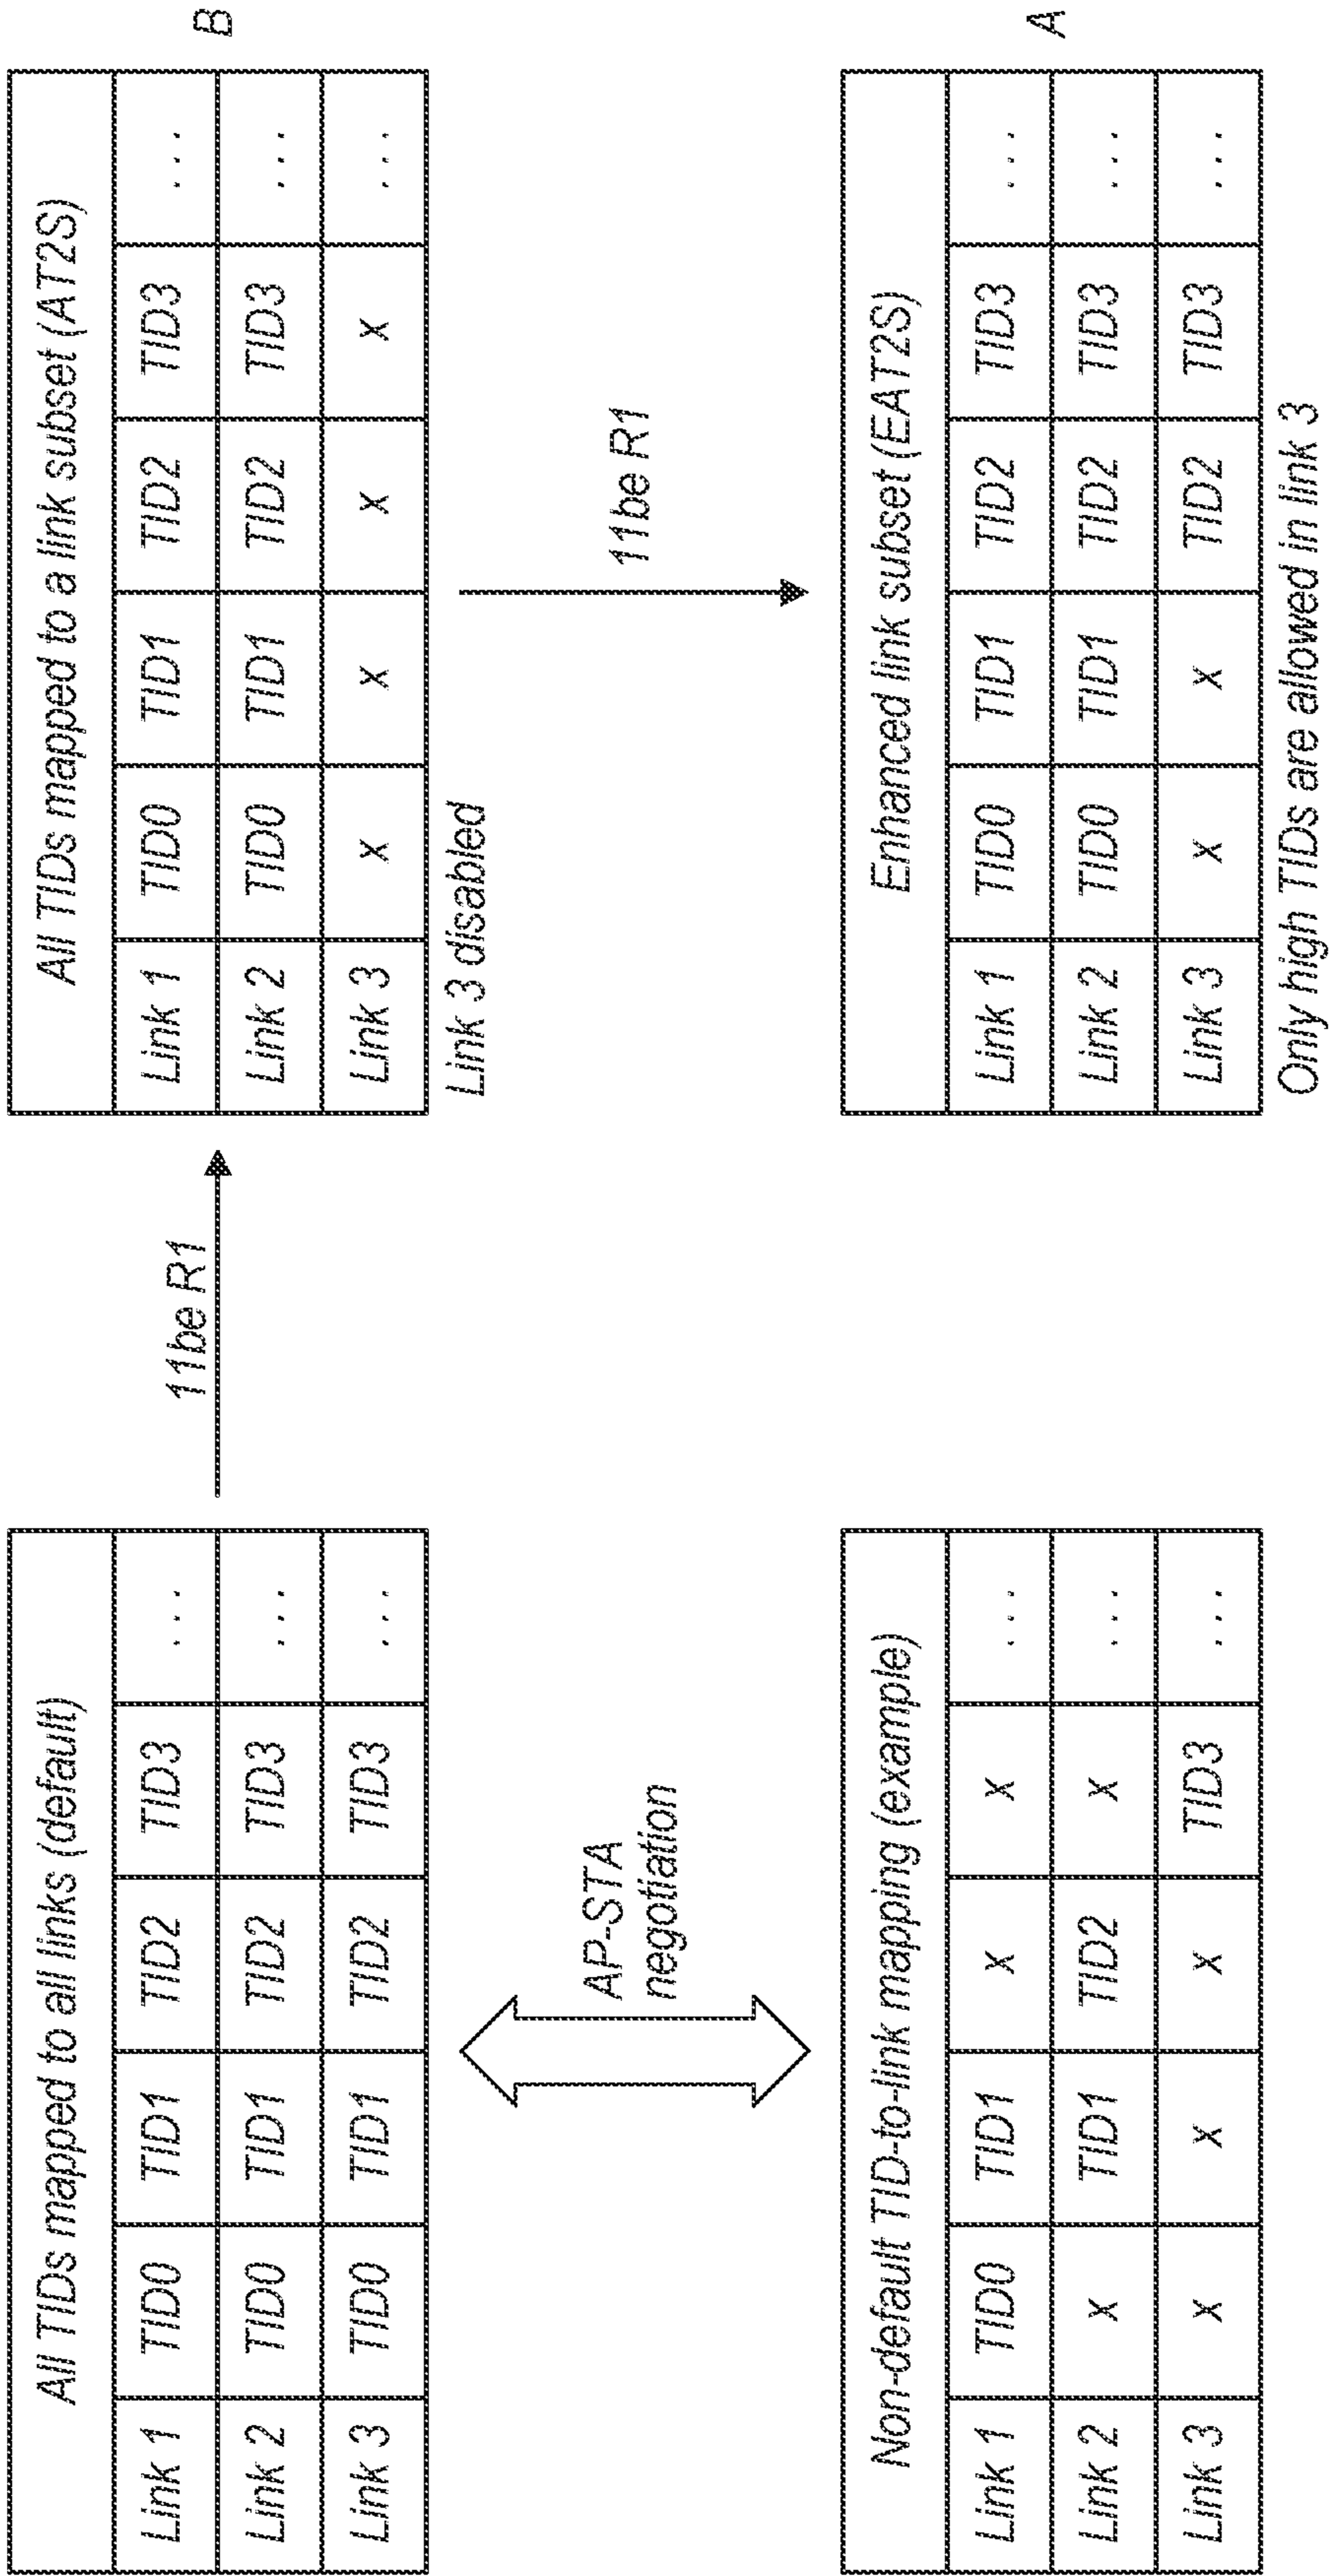 All TIDs mapped to all links (default)
Link 1 TID0 TID1 TID2 TID3 ...
Link 2 TID0 TID1 TID2 TID3 ...
Link 3 TID0 TID1 TID2 TID3 ...
11be R1
All TIDs mapped to a link subset (AT2S)
Link 1 TID0 TID1 TID2 TID3 ...
Link 2 TID0 TID1 TID2 TID3 ...
Link 3 x x x x ...
Link 3 disabled
B
AP-STA
negotiation
11be R1
Non-default TID-to-link mapping (example)
Link 1 TID0 TID1 x x ...
Link 2 x TID1 TID2 x ...
Link 3 x x x TID3 ...
Enhanced link subset (EAT2S)
Link 1 TID0 TID1 TID2 TID3 ...
Link 2 TID0 TID1 TID2 TID3 ...
Link 3 x x TID2 TID3 ...
Only high TIDs are allowed in link 3
A